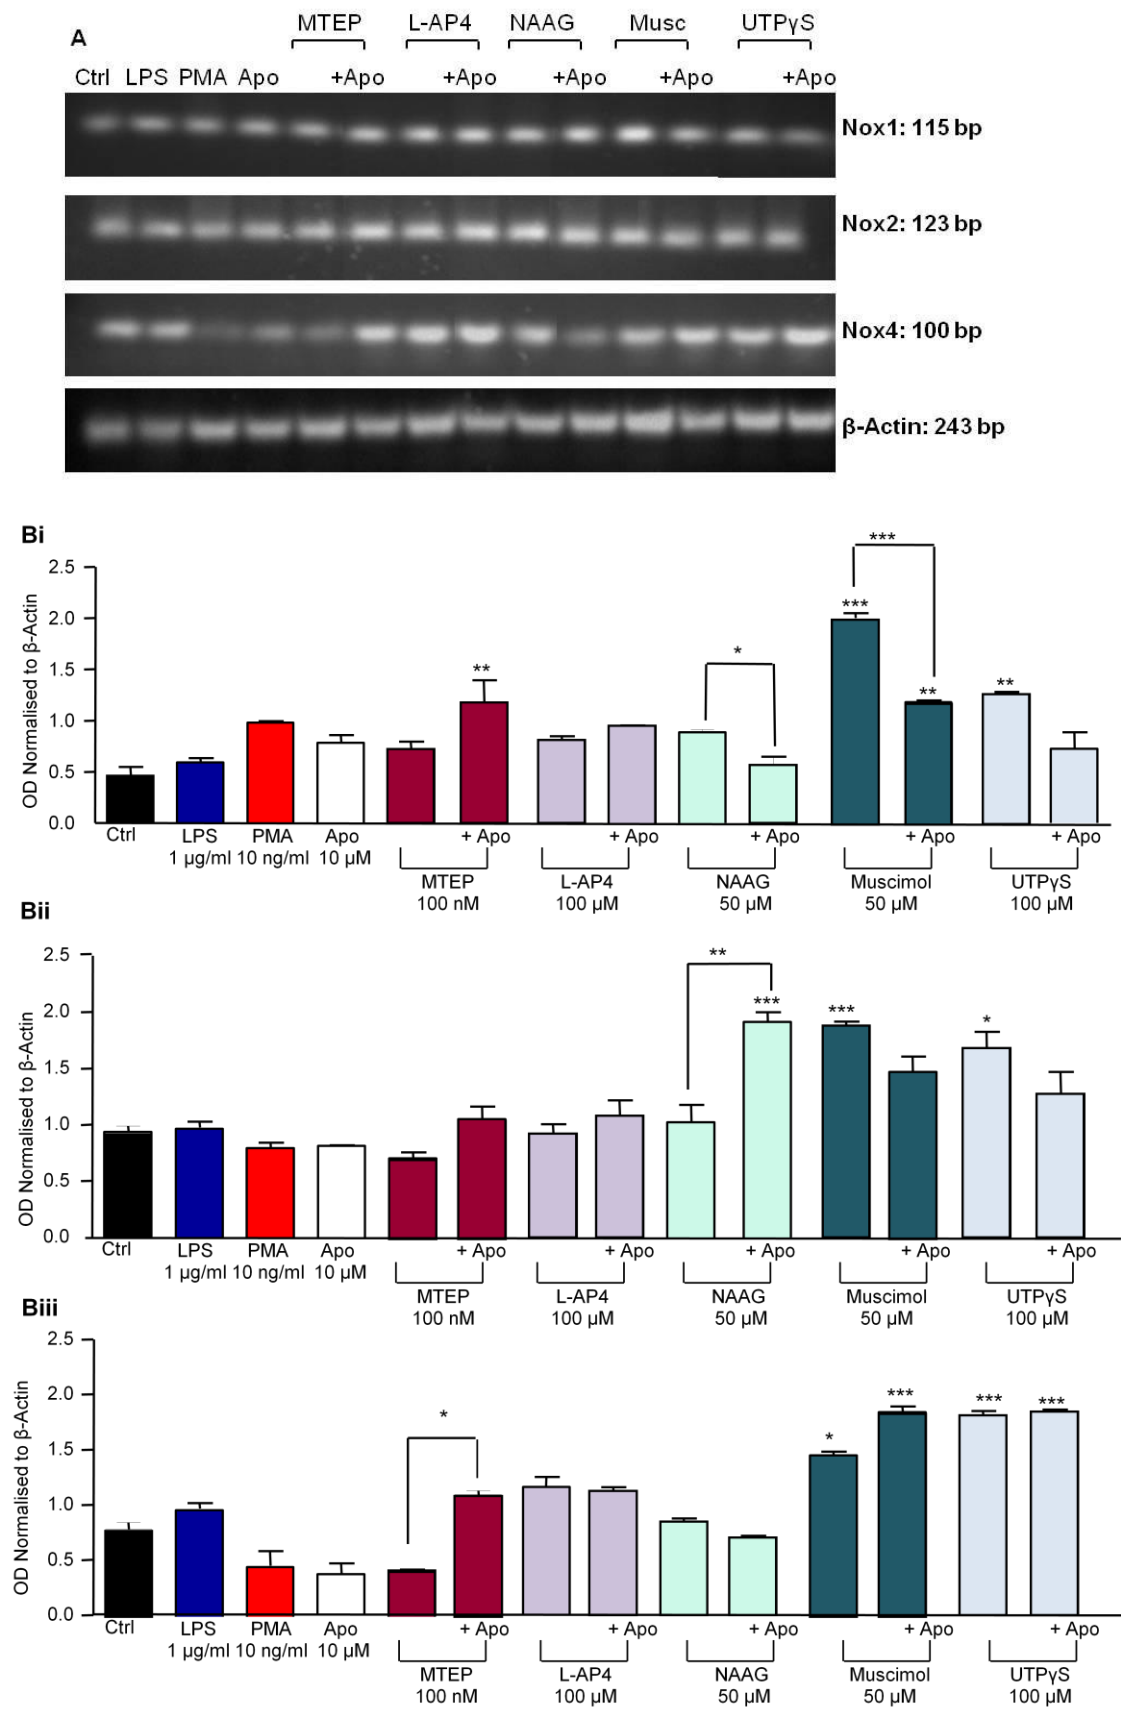 MTEP L-AP4 NAAG Musc UTPγS
A
Ctrl LPS PMA Apo +Apo +Apo +Apo +Apo +Apo
Nox1: 115 bp
Nox2: 123 bp
Nox4: 100 bp
β-Actin: 243 bp
Bi
OD Normalised to β-Actin
2.5
2.0
1.5
1.0
0.5
0.0
***
***
**
**
**
*
Ctrl LPS PMA Apo + Apo + Apo + Apo + Apo + Apo
1 µg/ml 10 ng/ml 10 µM
MTEP L-AP4 NAAG Muscimol UTPγS
100 nM 100 µM 50 µM 50 µM 100 µM
Bii
OD Normalised to β-Actin
2.5
2.0
1.5
1.0
0.5
0.0
**
***
***
*
Ctrl LPS PMA Apo + Apo + Apo + Apo + Apo + Apo
1 µg/ml 10 ng/ml 10 µM
MTEP L-AP4 NAAG Muscimol UTPγS
100 nM 100 µM 50 µM 50 µM 100 µM
Biii
OD Normalised to β-Actin
2.5
2.0
1.5
1.0
0.5
0.0
*
*
***
***
***
Ctrl LPS PMA Apo + Apo + Apo + Apo + Apo + Apo
1 µg/ml 10 ng/ml 10 µM
MTEP L-AP4 NAAG Muscimol UTPγS
100 nM 100 µM 50 µM 50 µM 100 µM